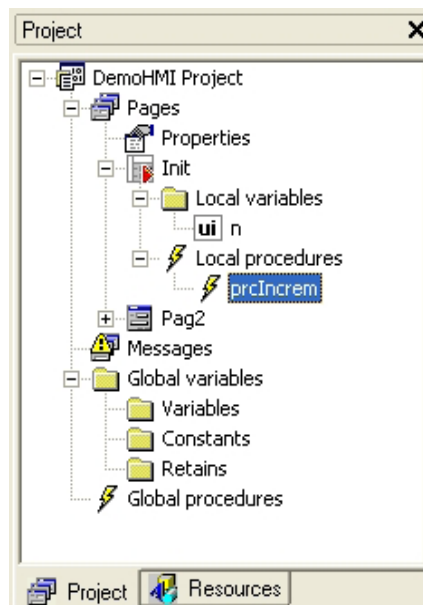 Project
DemoHMI Project
Pages
Properties
Init
Local variables
ui n
Local procedures
prcIncrem
Pag2
Messages
Global variables
Variables
Constants
Retains
Global procedures
Project Resources